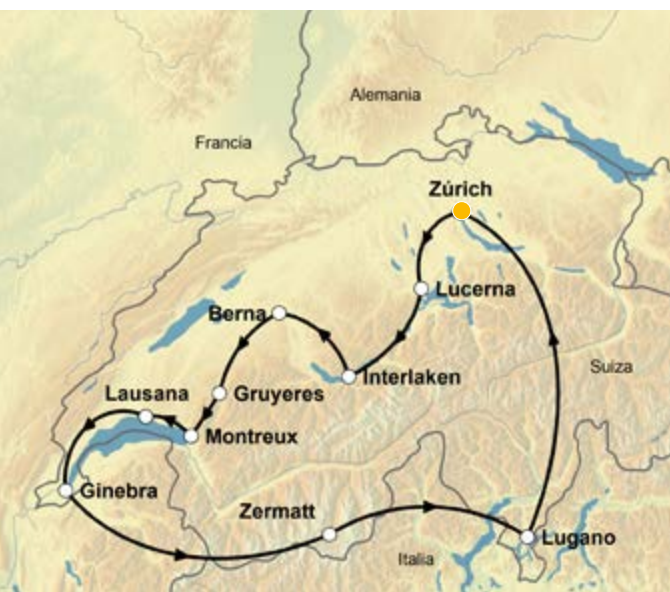 Alemania
Francia
Zúrich
Lucerna
Berna
Suiza
Interlaken
Lausana
Gruyeres
Montreux
Ginebra
Zermatt
Lugano
Italia